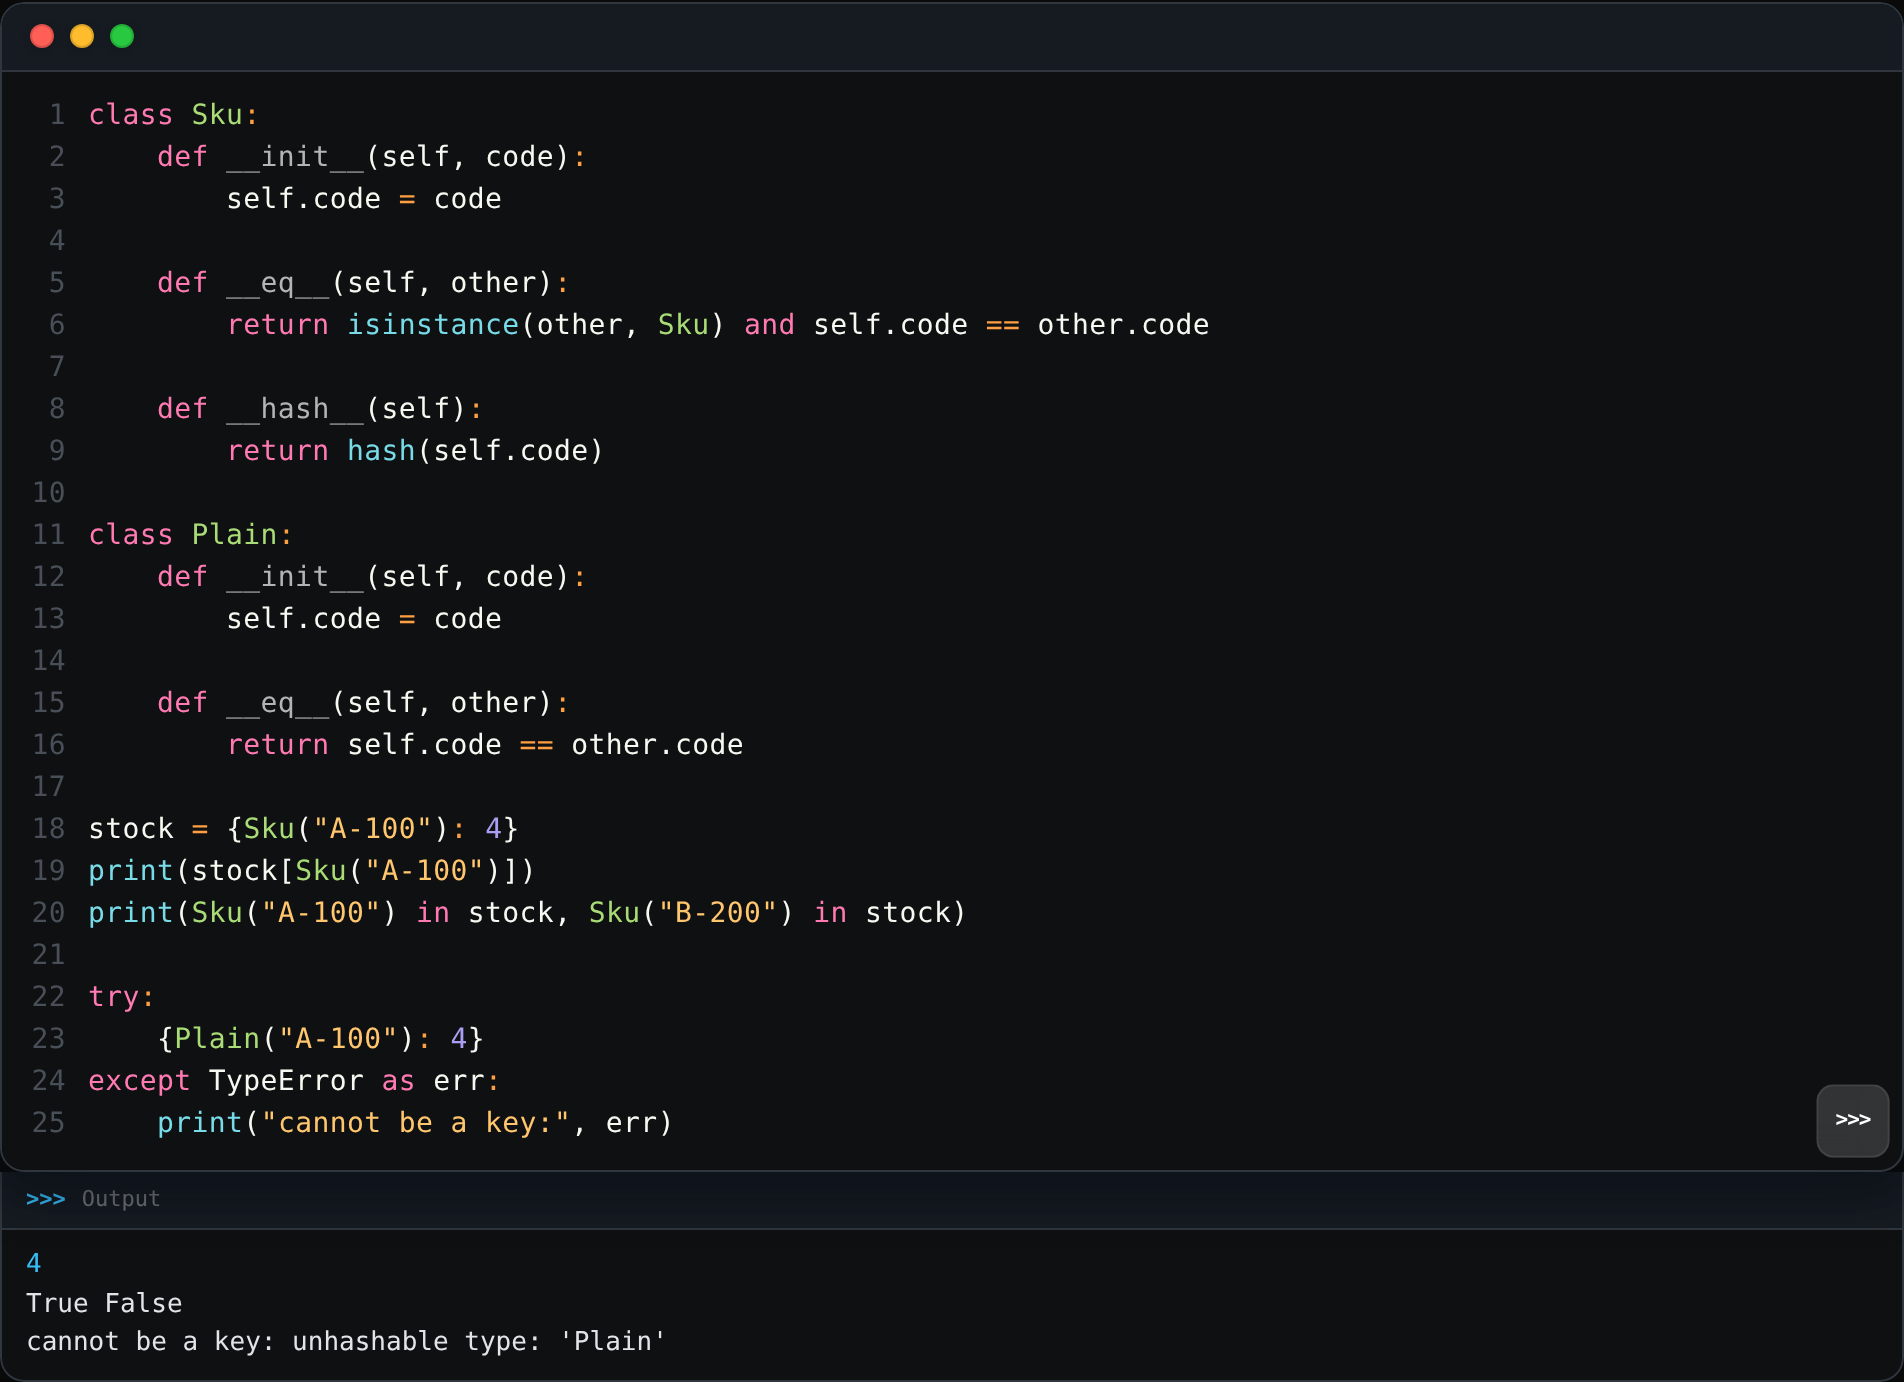 1 class Sku:
2     def __init__(self, code):
3         self.code = code
4
5     def __eq__(self, other):
6         return isinstance(other, Sku) and self.code == other.code
7
8     def __hash__(self):
9         return hash(self.code)
10
11 class Plain:
12     def __init__(self, code):
13         self.code = code
14
15     def __eq__(self, other):
16         return self.code == other.code
17
18 stock = {Sku("A-100"): 4}
19 print(stock[Sku("A-100")])
20 print(Sku("A-100") in stock, Sku("B-200") in stock)
21
22 try:
23     {Plain("A-100"): 4}
24 except TypeError as err:
25     print("cannot be a key:", err)
>>>
>>> Output
4
True False
cannot be a key: unhashable type: 'Plain'